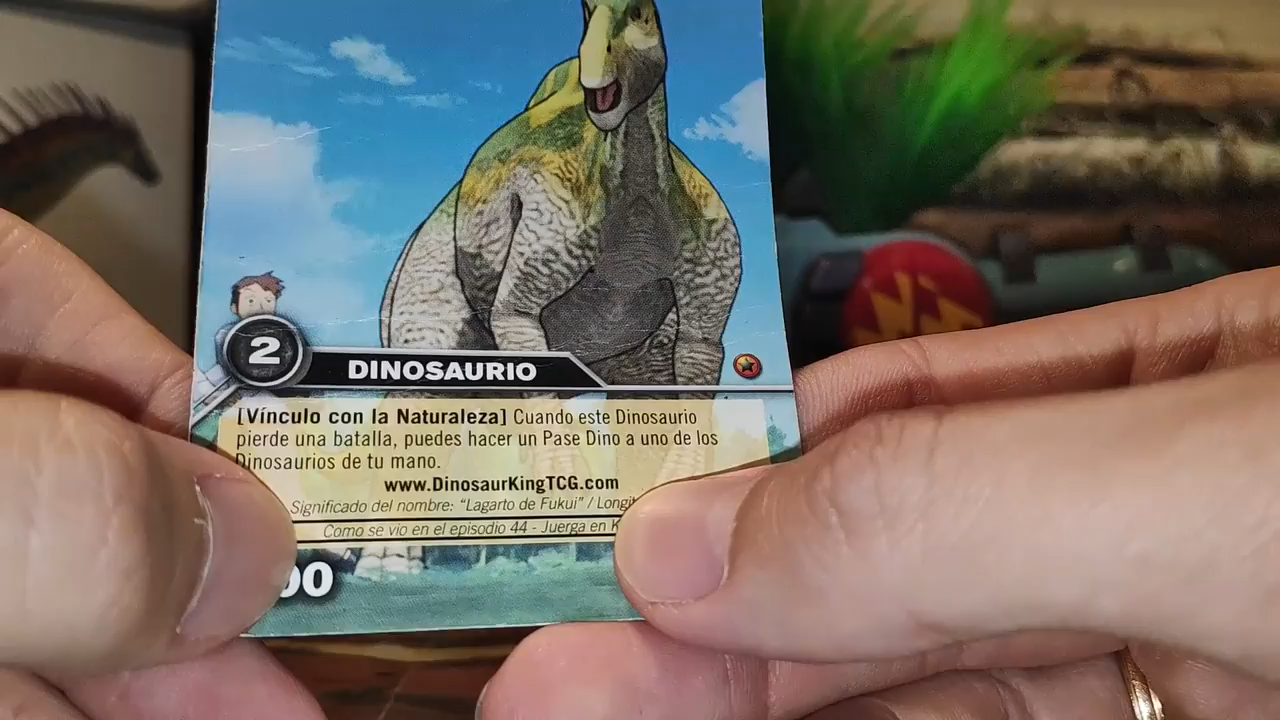 2
DINOSAURIO
[Vínculo con la Naturaleza] Cuando este Dinosaurio
pierde una batalla, puedes hacer un Pase Dino a uno de los
Dinosaurios de tu mano.
www.DinosaurKingTCG.com
Significado del nombre: "Lagarto de Fukui" /
Como se vio en el episodio 44 - Juerga en